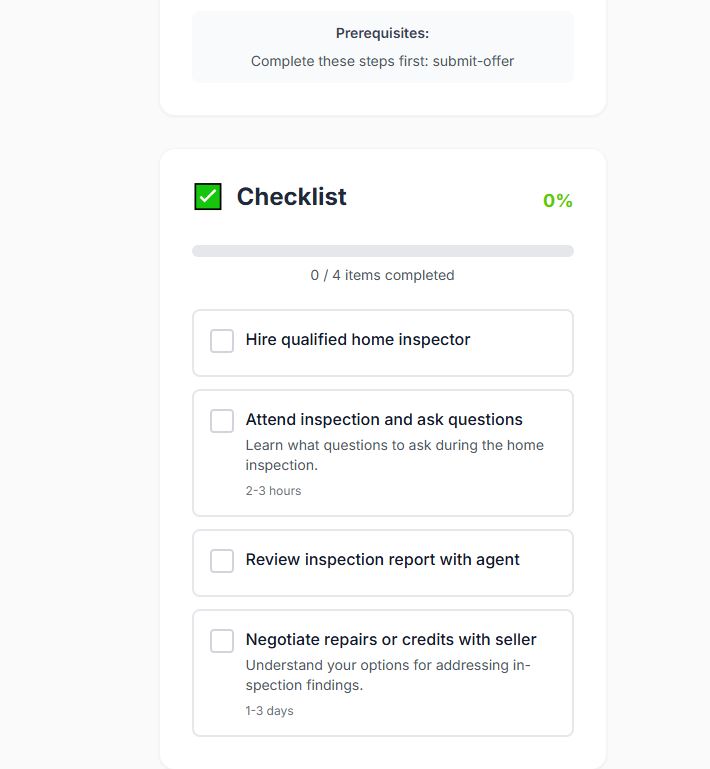 Prerequisites:
Complete these steps first: submit-offer
Checklist
0%
0 / 4 items completed
Hire qualified home inspector
Attend inspection and ask questions
Learn what questions to ask during the home
inspection.
2-3 hours
Review inspection report with agent
Negotiate repairs or credits with seller
Understand your options for addressing in-
spection findings.
1-3 days